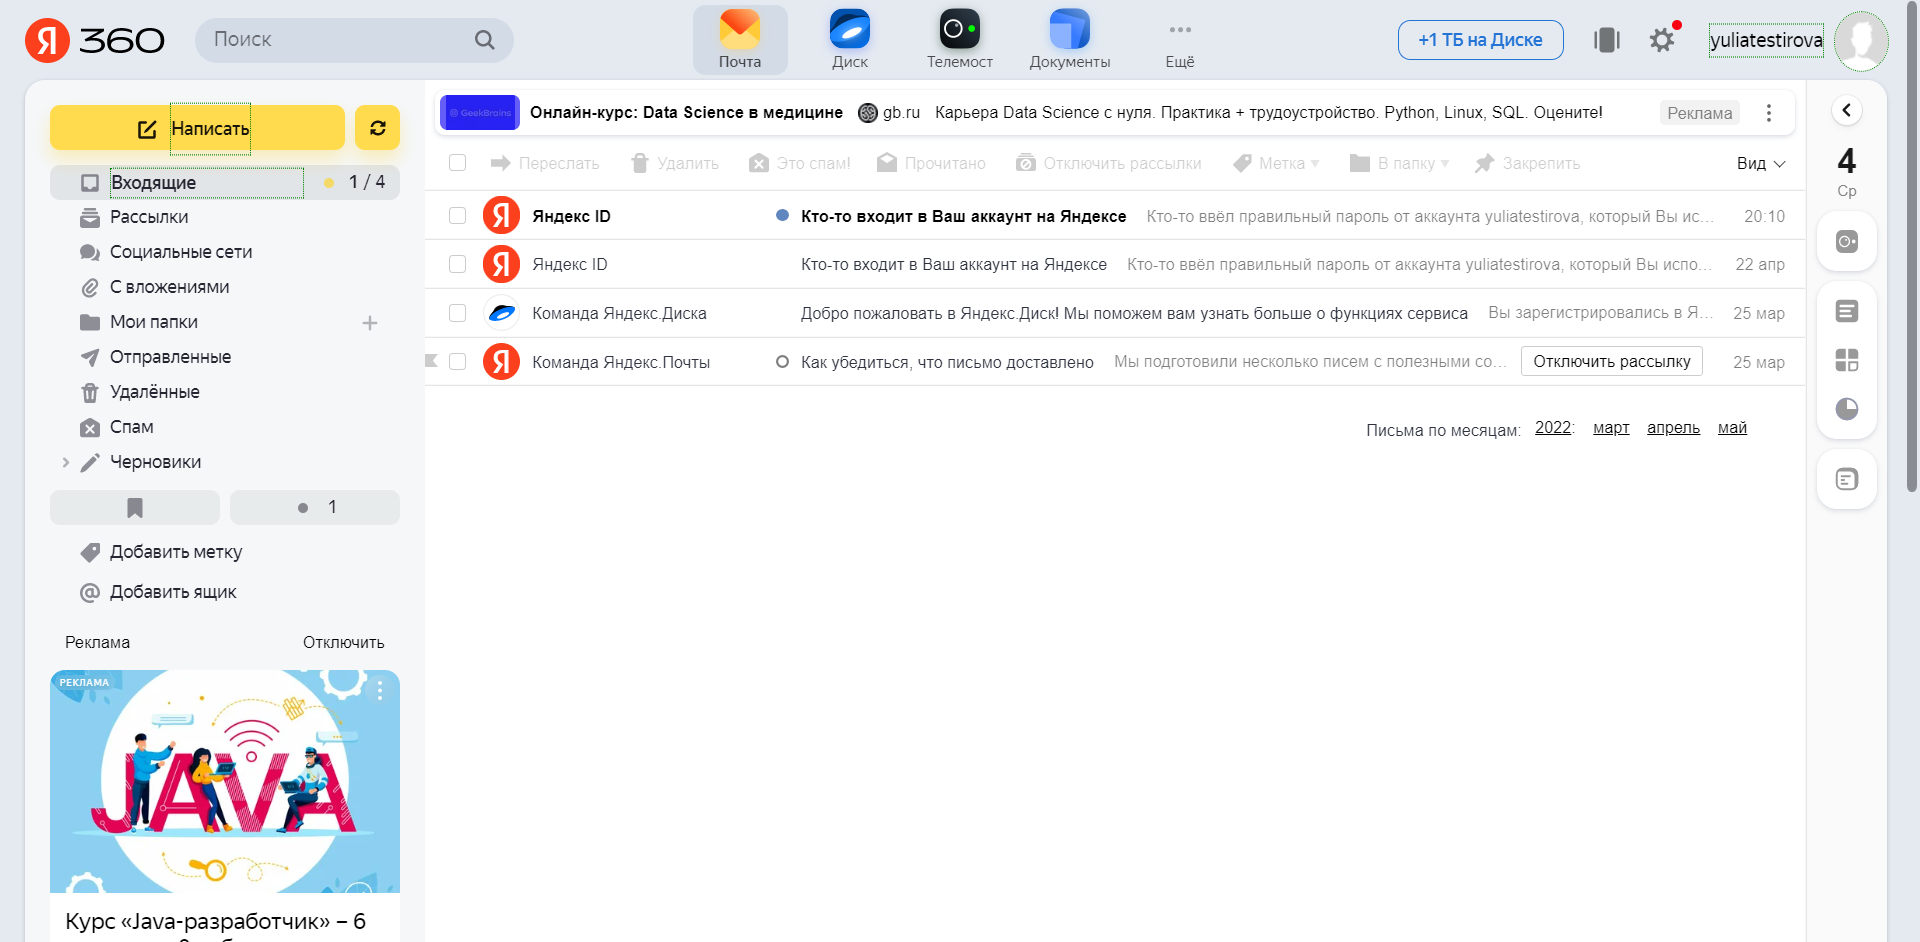 Я 360
Поиск
Почта
Диск
Телемост
Документы
Ещё
+1 ТБ на Диске
yuliatestirova
Написать
Входящие 1 / 4
Рассылки
Социальные сети
С вложениями
Мои папки
Отправленные
Удалённые
Спам
Черновики
1
Добавить метку
Добавить ящик
Реклама Отключить
РЕКЛАМА
JAVA
Курс «Java-разработчик» – 6
GeekBrains Онлайн-курс: Data Science в медицине gb.ru Карьера Data Science с нуля. Практика + трудоустройство. Python, Linux, SQL. Оцените! Реклама
Переслать Удалить Это спам! Прочитано Отключить рассылки Метка В папку Закрепить Вид
Я Яндекс ID Кто-то входит в Ваш аккаунт на Яндексе Кто-то ввёл правильный пароль от аккаунта yuliatestirova, который Вы ис... 20:10
Я Яндекс ID Кто-то входит в Ваш аккаунт на Яндексе Кто-то ввёл правильный пароль от аккаунта yuliatestirova, который Вы испо... 22 апр
Команда Яндекс.Диска Добро пожаловать в Яндекс.Диск! Мы поможем вам узнать больше о функциях сервиса Вы зарегистрировались в Я... 25 мар
Я Команда Яндекс.Почты Как убедиться, что письмо доставлено Мы подготовили несколько писем с полезными со... Отключить рассылку 25 мар
Письма по месяцам: 2022: март апрель май
4
Ср